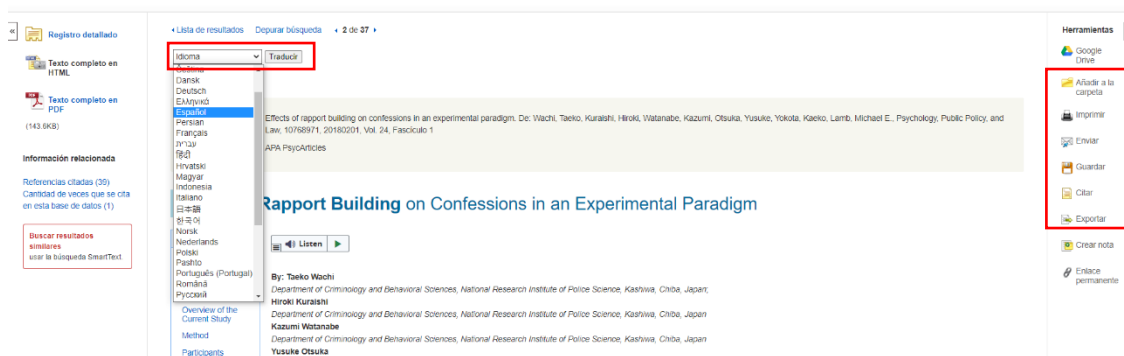 «
Registro detallado
Texto completo en
HTML
Texto completo en
PDF
(143.6KB)
Información relacionada
Referencias citadas (39)
Cantidad de veces que se cita
en esta base de datos (1)
Buscar resultados
similares
usar la búsqueda SmartText.
Lista de resultados Depurar búsqueda 2 de 37
Idioma Traducir
Čeština
Dansk
Deutsch
Ελληνικά
Español
Persian
Français
עברית
हिंदी
Hrvatski
Magyar
Indonesia
Italiano
日本語
한국어
Norsk
Nederlands
Polski
Pashto
Português (Portugal)
Română
Русский
Effects of rapport building on confessions in an experimental paradigm. De: Wachi, Taeko, Kuraishi, Hiroki, Watanabe, Kazumi, Otsuka, Yusuke, Yokota, Kaeko, Lamb, Michael E., Psychology, Public Policy, and
Law, 10768971, 20180201, Vol. 24, Fascículo 1
APA PsycArticles
Rapport Building on Confessions in an Experimental Paradigm
Listen
By: Taeko Wachi
Department of Criminology and Behavioral Sciences, National Research Institute of Police Science, Kashiwa, Chiba, Japan;
Hiroki Kuraishi
Department of Criminology and Behavioral Sciences, National Research Institute of Police Science, Kashiwa, Chiba, Japan
Kazumi Watanabe
Department of Criminology and Behavioral Sciences, National Research Institute of Police Science, Kashiwa, Chiba, Japan
Yusuke Otsuka
Overview of the
Current Study
Method
Participants
Herramientas
Google
Drive
Añadir a la
carpeta
Imprimir
Enviar
Guardar
Citar
Exportar
Crear nota
Enlace
permanente